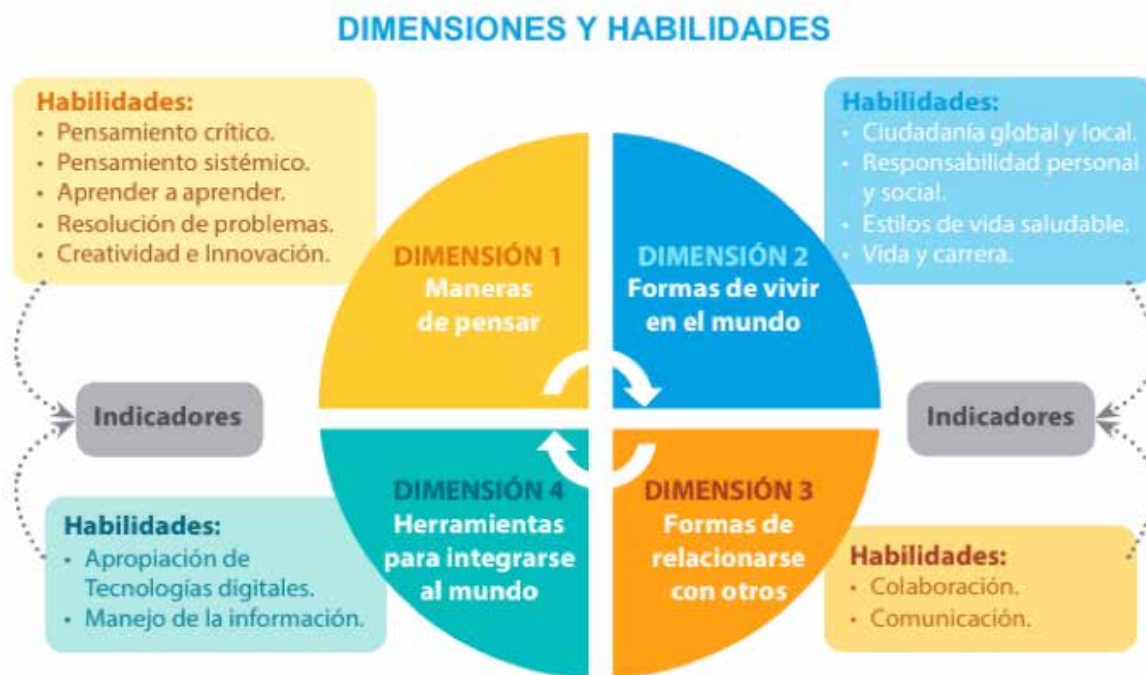 DIMENSIONES Y HABILIDADES
Habilidades:
• Pensamiento crítico.
• Pensamiento sistémico.
• Aprender a aprender.
• Resolución de problemas.
• Creatividad e Innovación.
Habilidades:
• Ciudadanía global y local.
• Responsabilidad personal
y social.
• Estilos de vida saludable.
• Vida y carrera.
DIMENSIÓN 1
Maneras
de pensar
DIMENSIÓN 2
Formas de vivir
en el mundo
Indicadores
Indicadores
DIMENSIÓN 4
Herramientas
para integrarse
al mundo
DIMENSIÓN 3
Formas de
relacionarse
con otros
Habilidades:
• Apropiación de
Tecnologías digitales.
• Manejo de la información.
Habilidades:
• Colaboración.
• Comunicación.